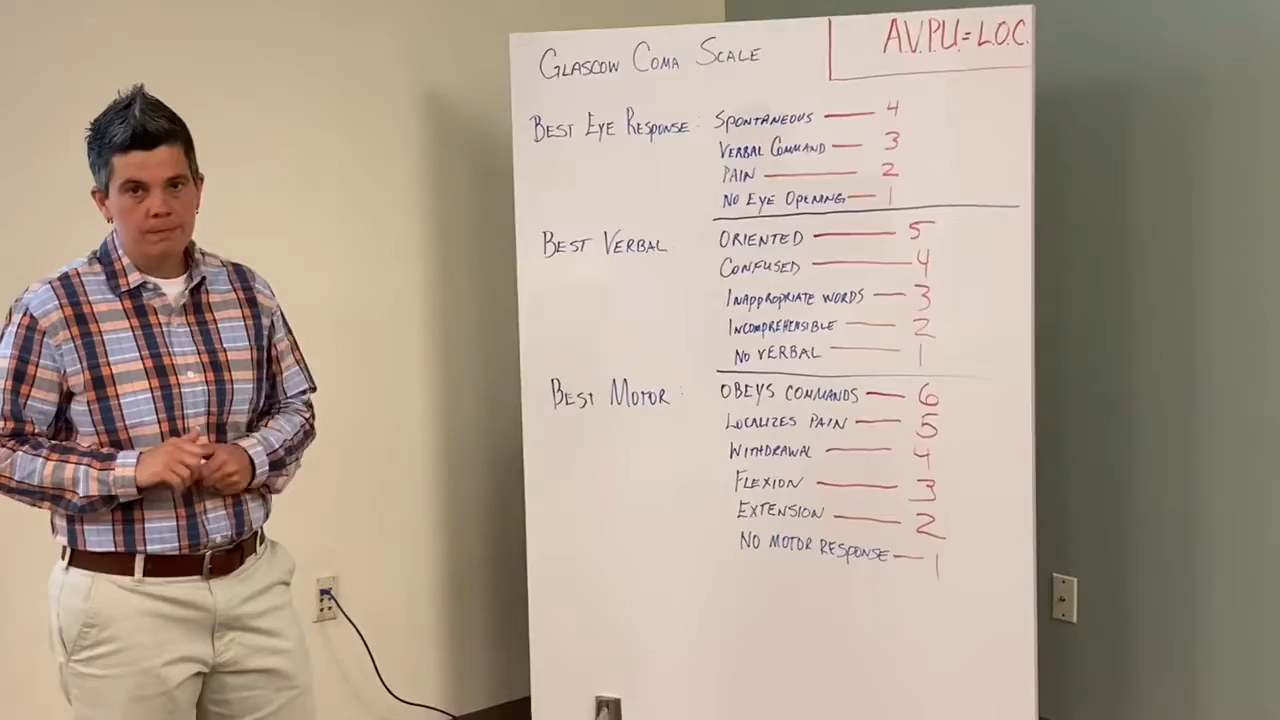 GLASCOW COMA SCALE
A.V.P.U.= L.O.C.
BEST EYE RESPONSE: SPONTANEOUS — 4
VERBAL COMMAND — 3
PAIN — 2
NO EYE OPENING — 1
BEST VERBAL ORIENTED — 5
CONFUSED — 4
INAPPROPRIATE WORDS — 3
INCOMPREHENSIBLE — 2
NO VERBAL — 1
BEST MOTOR: OBEYS COMMANDS — 6
LOCALIZES PAIN — 5
WITHDRAWAL — 4
FLEXION — 3
EXTENSION — 2
NO MOTOR RESPONSE — 1